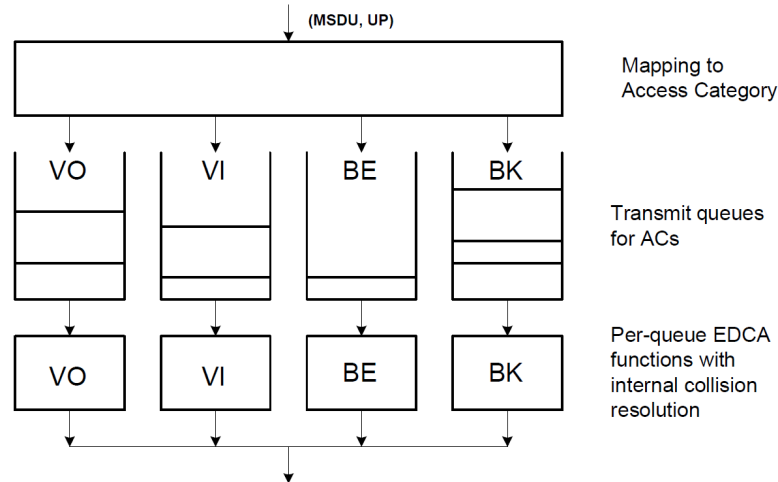 (MSDU, UP)
Mapping to
Access Category
VO VI BE BK
Transmit queues
for ACs
Per-queue EDCA
functions with
internal collision
resolution
VO VI BE BK